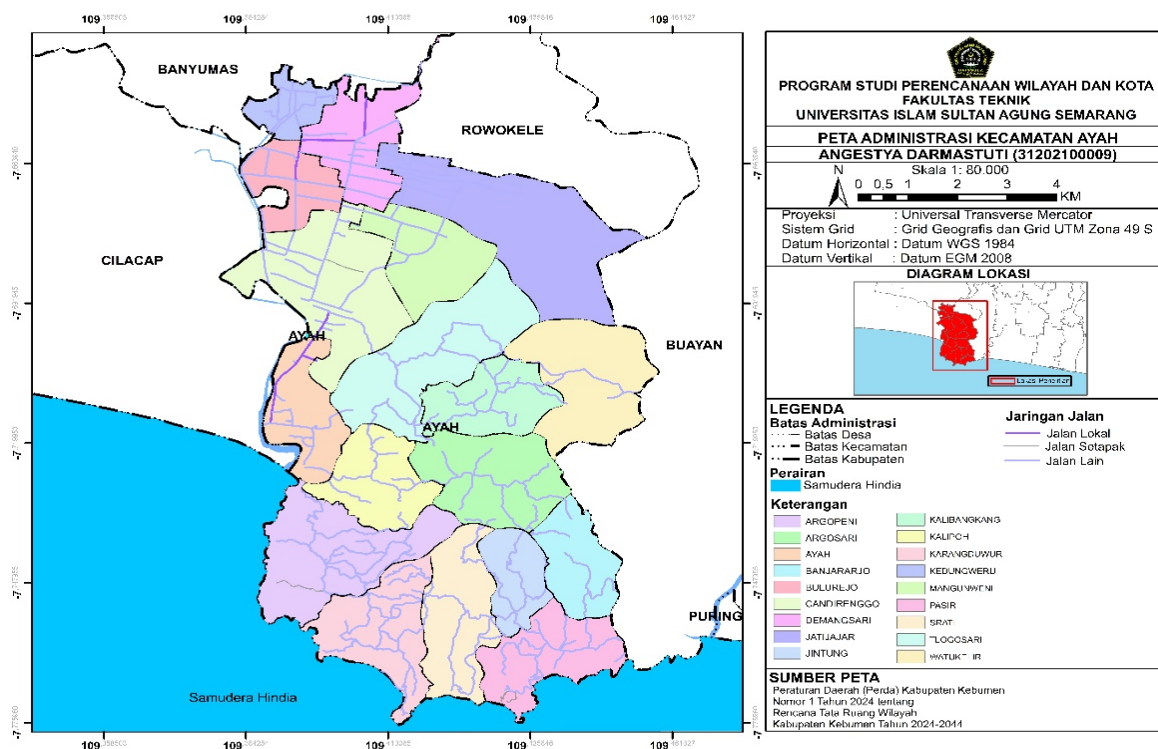 BANYUMAS
ROWOKELE
CILACAP
AYAH
BUAYAN
AYAH
PURING
Samudera Hindia
PROGRAM STUDI PERENCANAAN WILAYAH DAN KOTA
FAKULTAS TEKNIK
UNIVERSITAS ISLAM SULTAN AGUNG SEMARANG
PETA ADMINISTRASI KECAMATAN AYAH
ANGESTYA DARMASTUTI (31202100009)
Skala 1: 80.000
N
0 0,5 1 2 3 4
KM
Proyeksi : Universal Transverse Mercator
Sistem Grid : Grid Geografis dan Grid UTM Zona 49 S
Datum Horizontal : Datum WGS 1984
Datum Vertikal : Datum EGM 2008
DIAGRAM LOKASI
LEGENDA
Batas Administrasi
Batas Desa
Batas Kecamatan
Batas Kabupaten
Perairan
Samudera Hindia
Jaringan Jalan
Jalan Lokal
Jalan Setapak
Jalan Lain
Keterangan
ARGOPENI
ARGOSARI
AYAH
BANJARARJO
BULUREJO
CANDIRENGGO
DEMANGSARI
JATIJAJAR
JINTUNG
KALIBANGKANG
KALIPOH
KARANGDUWUR
KEDUNGWERU
MANGUNWENI
PASIR
SRATI
TLOGOSARI
SUMBER PETA
Peraturan Daerah (Perda) Kabupaten Kebumen
Nomor 1 Tahun 2024 tentang
Rencana Tata Ruang Wilayah
Kabupaten Kebumen Tahun 2024-2044